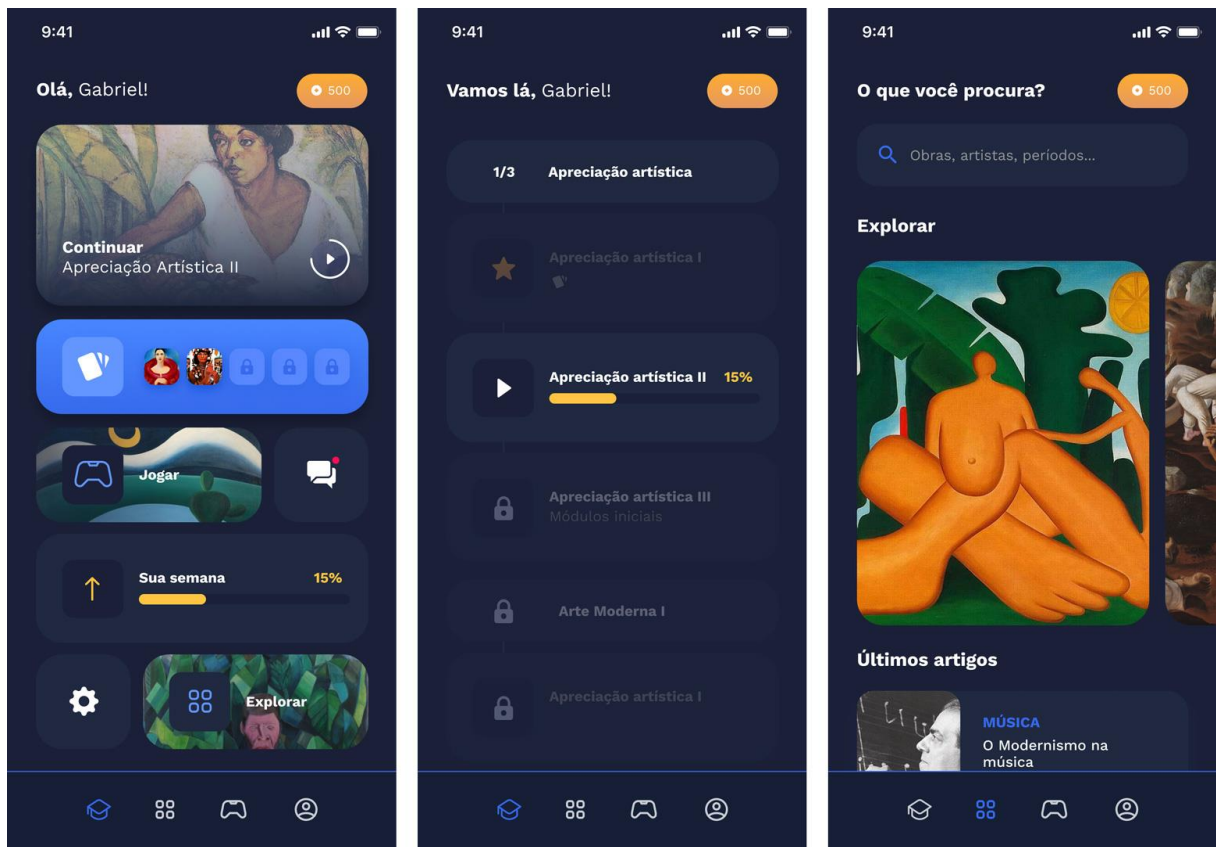 9:41
Olá, Gabriel!
500
Continuar
Apreciação Artística II
Jogar
Sua semana
15%
Explorar
9:41
Vamos lá, Gabriel!
500
1/3
Apreciação artística
Apreciação artística I
Apreciação artística II
15%
Apreciação artística III
Módulos iniciais
Arte Moderna I
Apreciação artística I
9:41
O que você procura?
500
Obras, artistas, períodos...
Explorar
Últimos artigos
MÚSICA
O Modernismo na
música